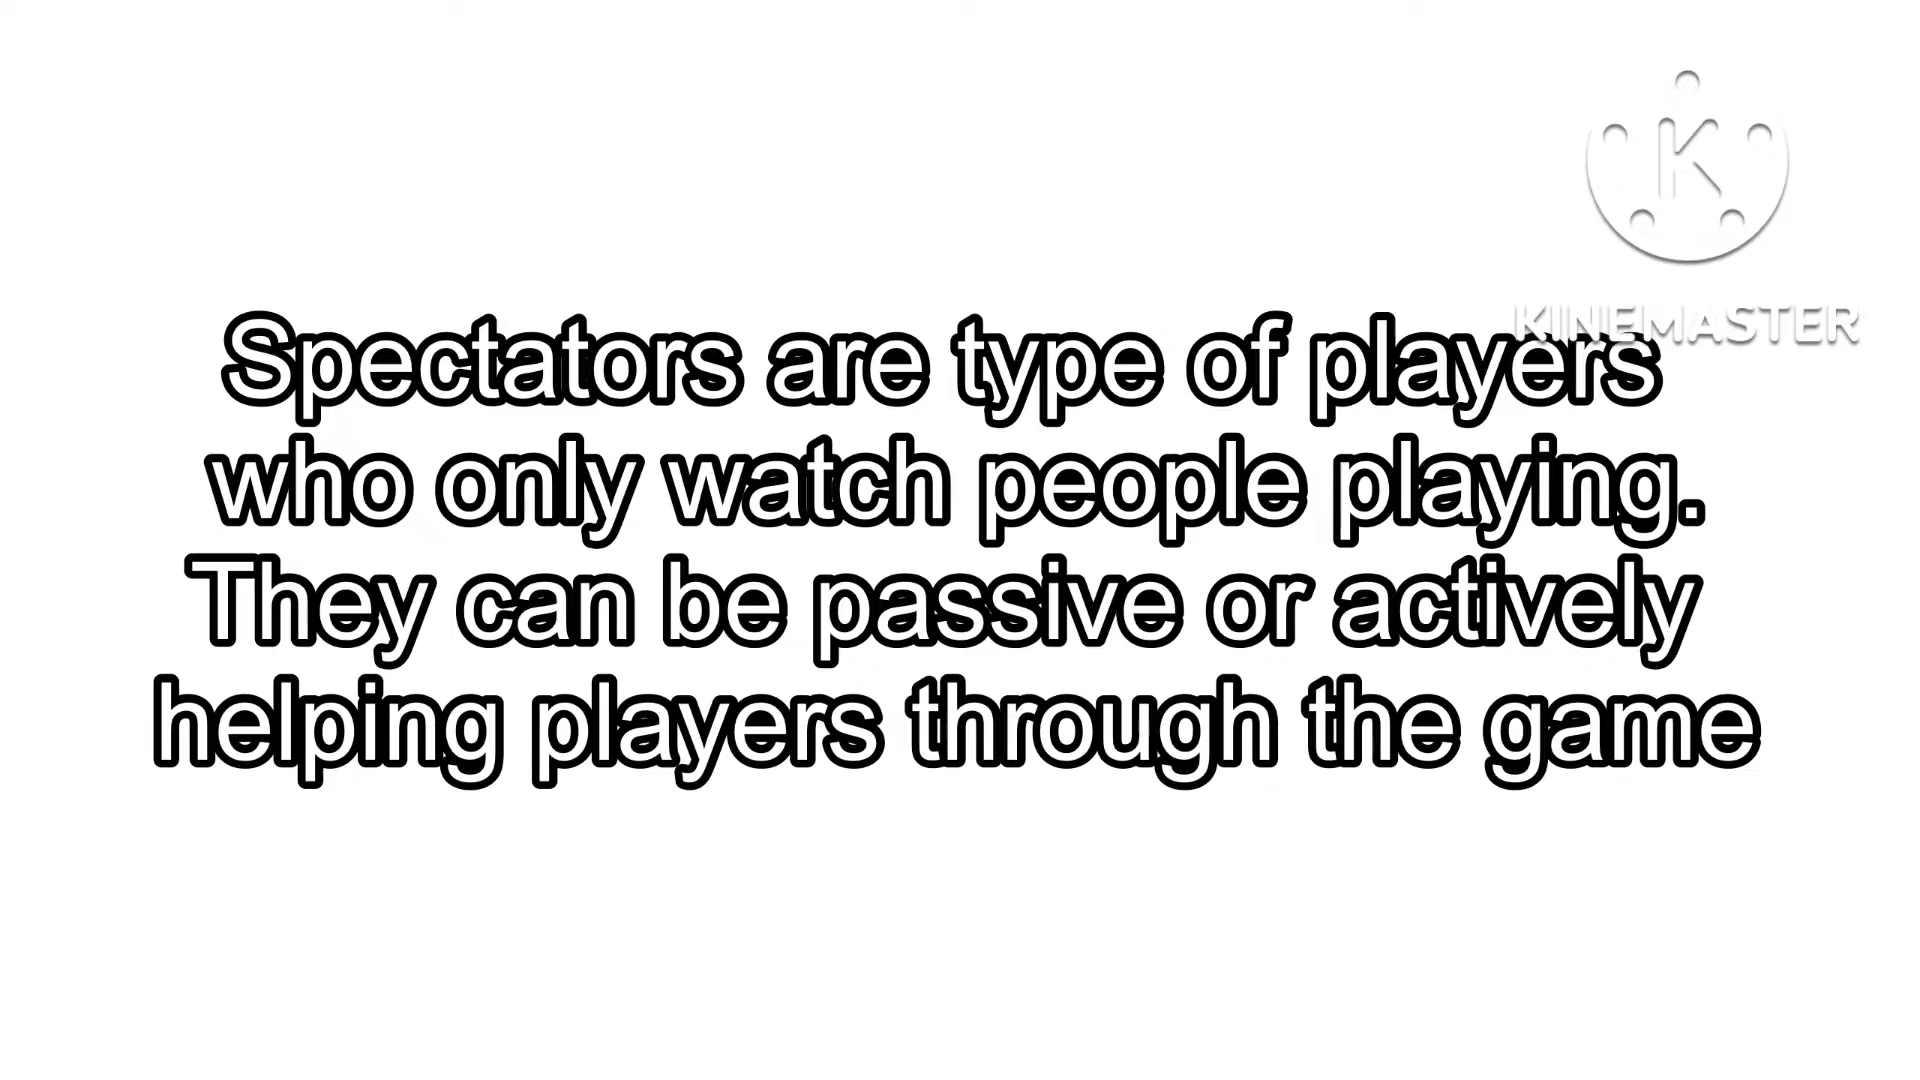 KINEMASTER
Spectators are type of players
who only watch people playing.
They can be passive or actively
helping players through the game